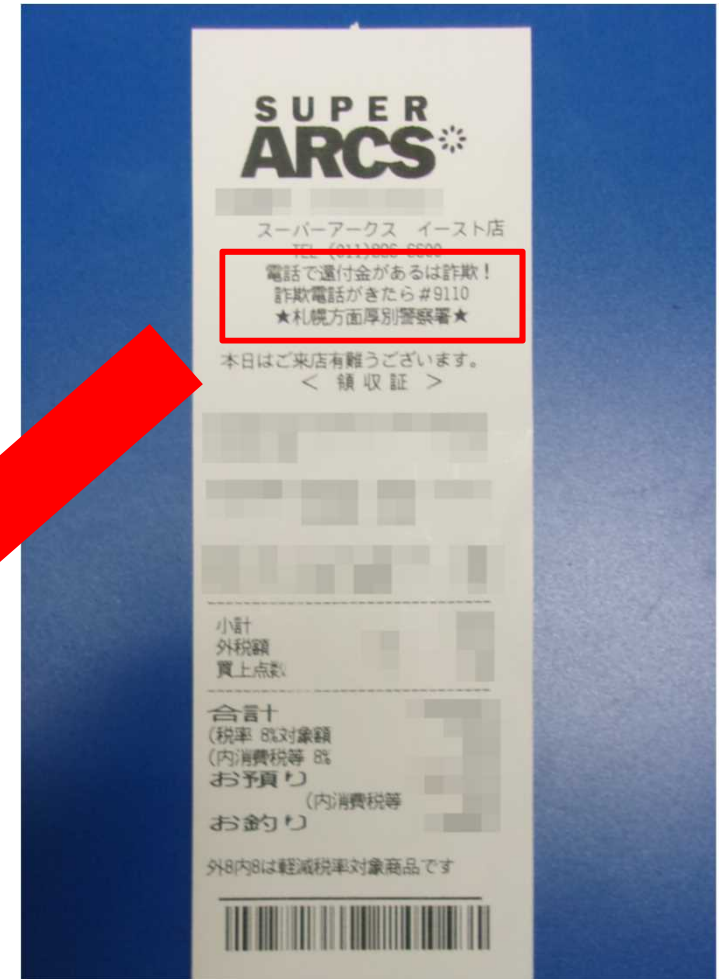 SUPER
ARCS
スーパーアークス イースト店
TEL (011)
電話で還付金があるは詐欺!
詐欺電話がきたら#9110
★札幌方面厚別警察署★
本日はご来店有難うございます。
< 領収証 >
小計
外税額
買上点数
合計
(税率 8%対象額
(内消費税等 8%
お預り
(内消費税等
お釣り
外8内8は軽減税率対象商品です